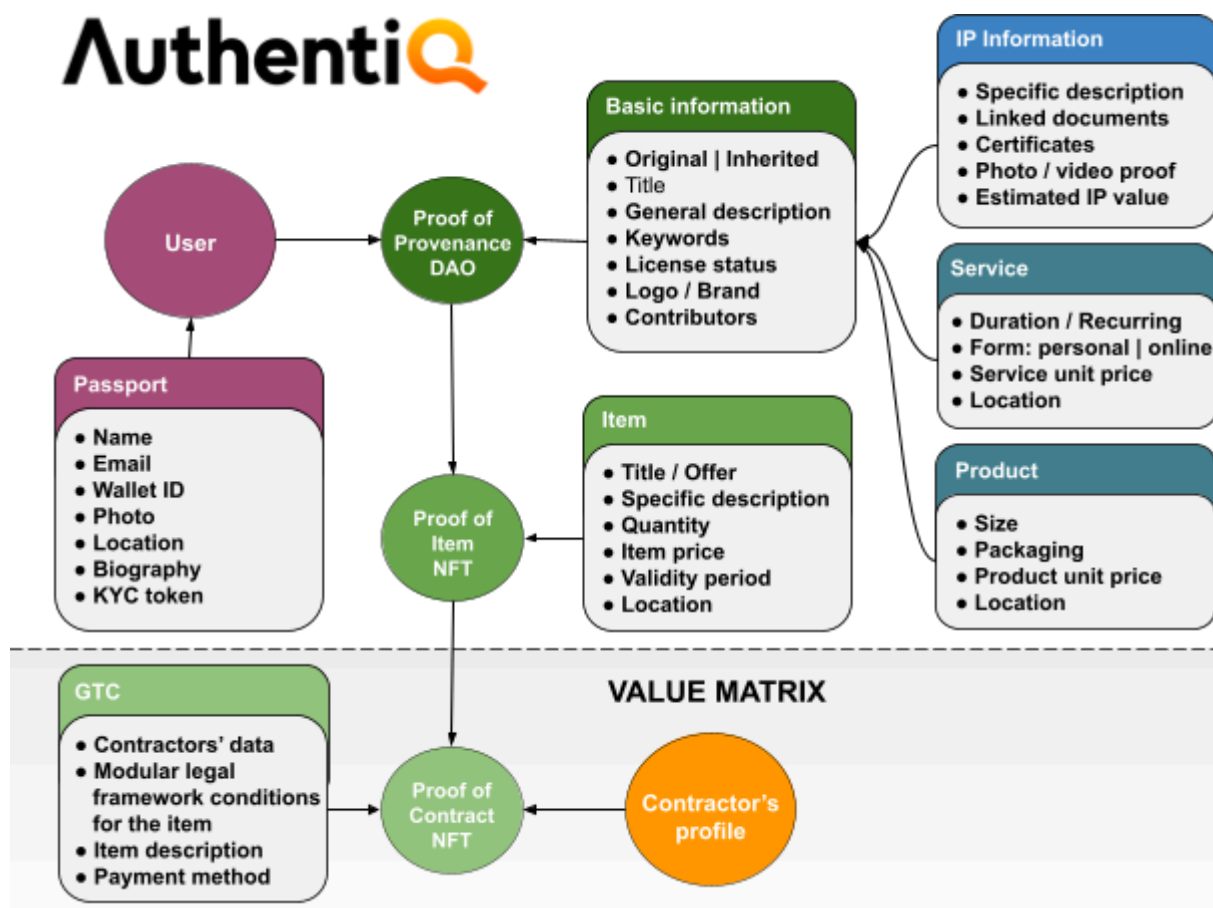 AuthentiQ
IP Information
● Specific description
● Linked documents
● Certificates
● Photo / video proof
● Estimated IP value
Basic information
● Original | Inherited
● Title
● General description
● Keywords
● License status
● Logo / Brand
● Contributors
User
Proof of
Provenance
DAO
Service
● Duration / Recurring
● Form: personal | online
● Service unit price
● Location
Passport
● Name
● Email
● Wallet ID
● Photo
● Location
● Biography
● KYC token
Item
● Title / Offer
● Specific description
● Quantity
● Item price
● Validity period
● Location
Proof of
Item
NFT
Product
● Size
● Packaging
● Product unit price
● Location
VALUE MATRIX
GTC
● Contractors’ data
● Modular legal
framework conditions
for the item
● Item description
● Payment method
Proof of
Contract
NFT
Contractor’s
profile